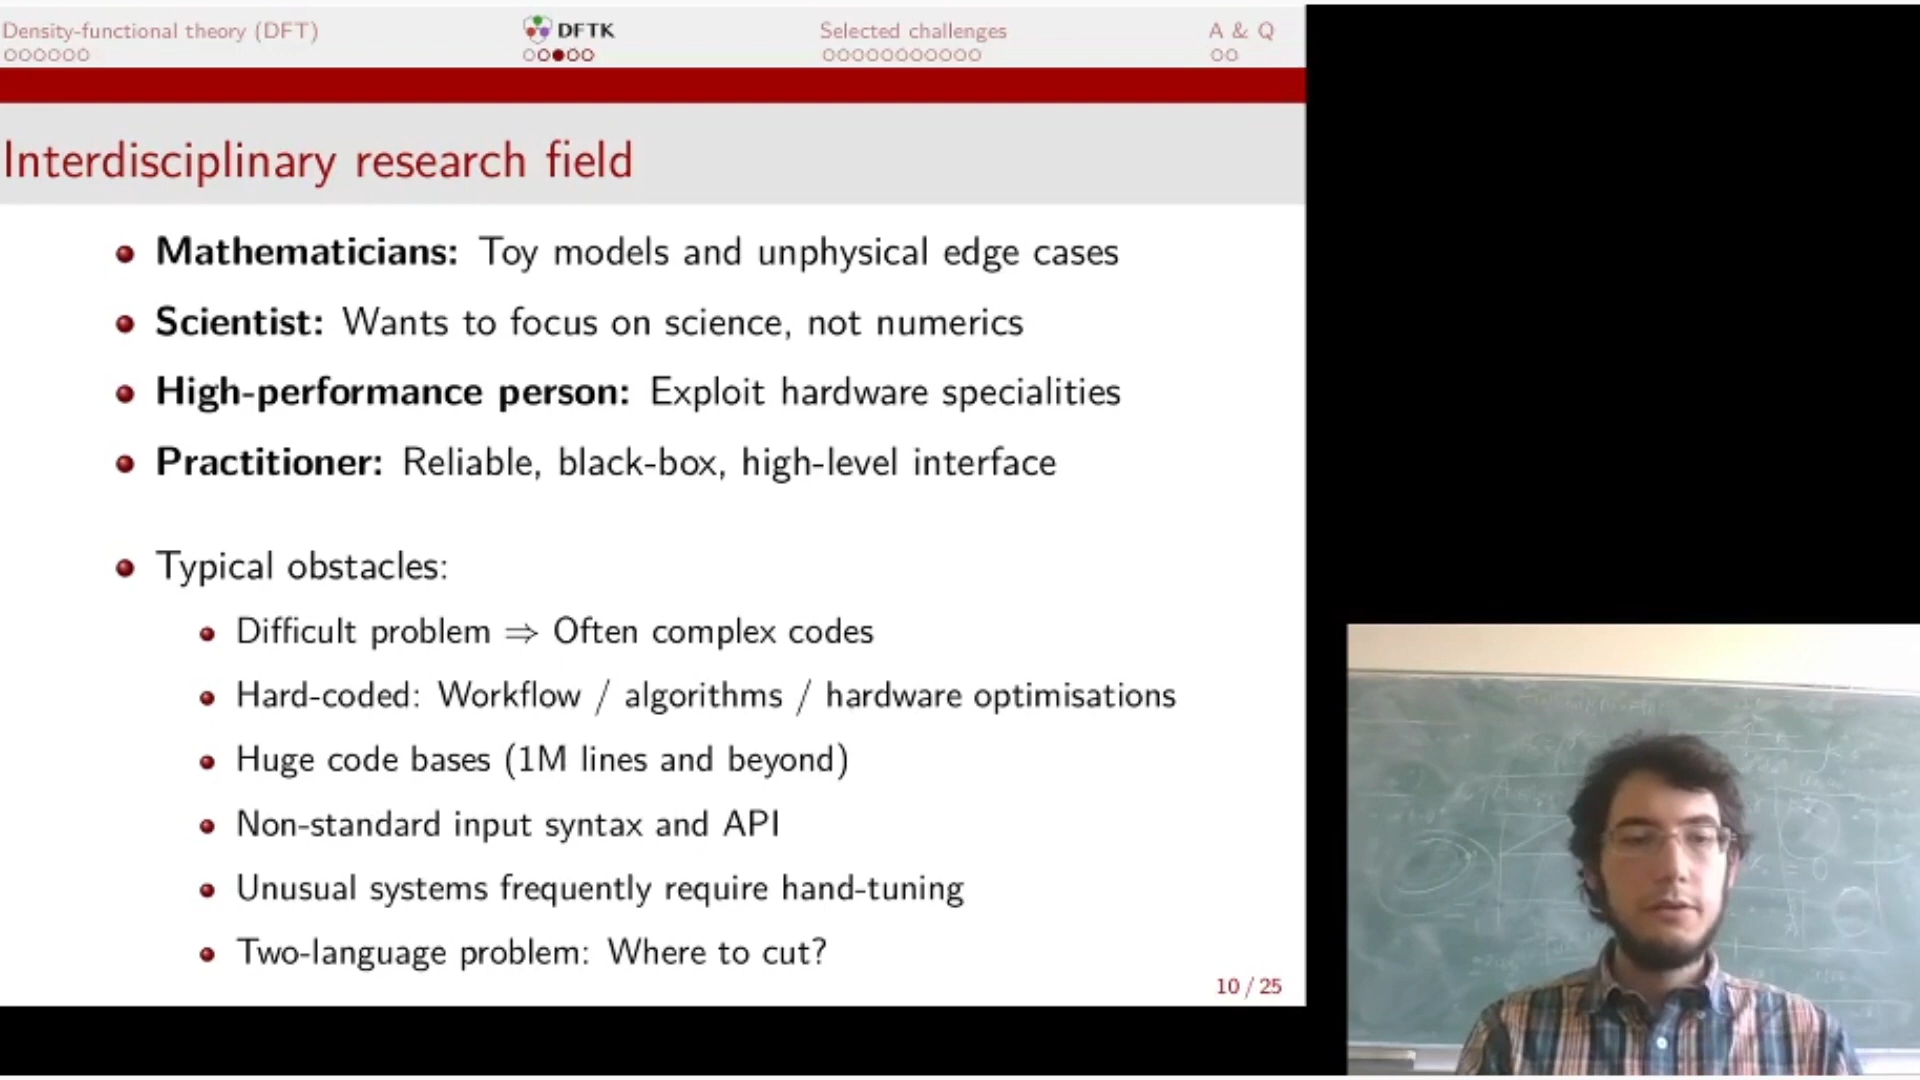 Density-functional theory (DFT)
DFTK
Selected challenges
A & Q
Interdisciplinary research field
Mathematicians: Toy models and unphysical edge cases
Scientist: Wants to focus on science, not numerics
High-performance person: Exploit hardware specialities
Practitioner: Reliable, black-box, high-level interface
Typical obstacles:
Difficult problem ⇒ Often complex codes
Hard-coded: Workflow / algorithms / hardware optimisations
Huge code bases (1M lines and beyond)
Non-standard input syntax and API
Unusual systems frequently require hand-tuning
Two-language problem: Where to cut?
10 / 25